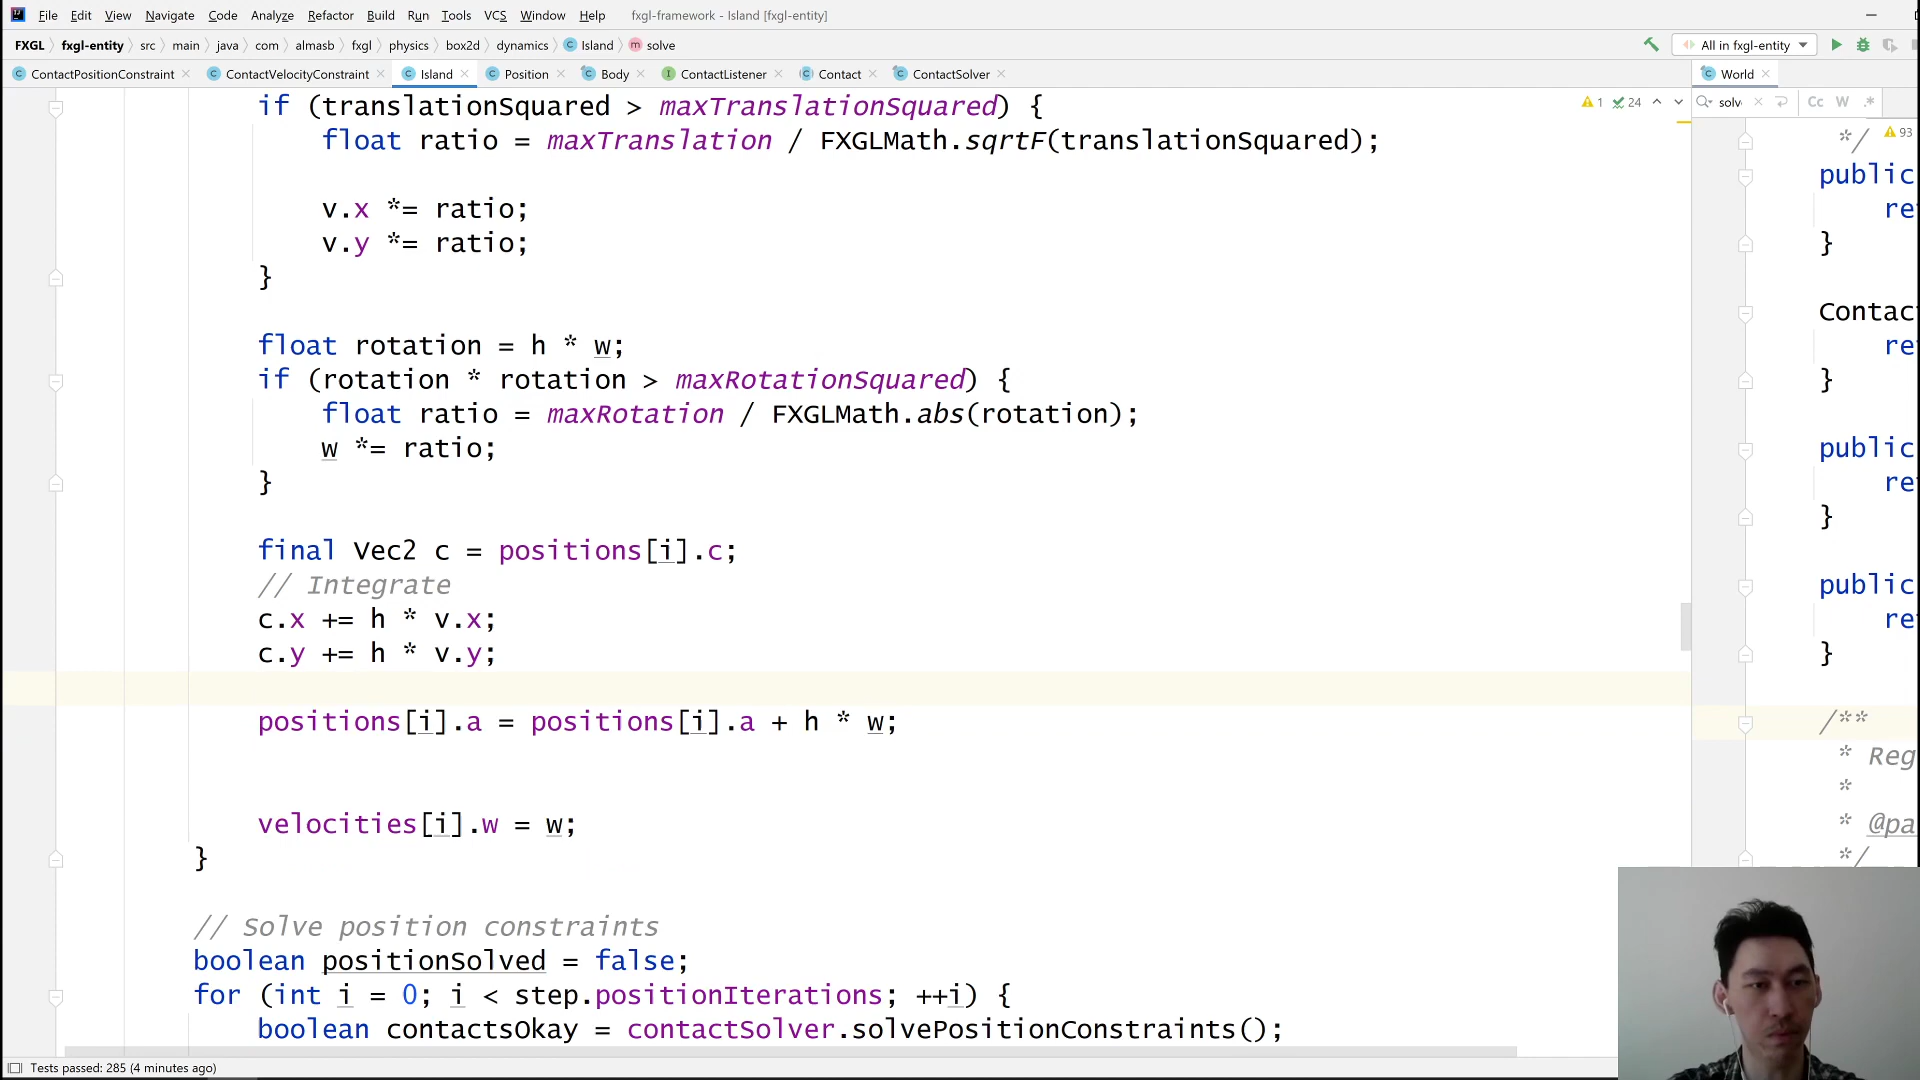 File Edit View Navigate Code Analyze Refactor Build Run Tools VCS Window Help fxgl-framework - Island [fxgl-entity]
FXGL fxgl-entity src main java com almasb fxgl physics box2d dynamics Island solve All in fxgl-entity
ContactPositionConstraint ContactVelocityConstraint Island Position Body ContactListener Contact ContactSolver World
if (translationSquared > maxTranslationSquared) {
float ratio = maxTranslation / FXGLMath.sqrtF(translationSquared);
v.x *= ratio;
v.y *= ratio;
}
float rotation = h * w;
if (rotation * rotation > maxRotationSquared) {
float ratio = maxRotation / FXGLMath.abs(rotation);
w *= ratio;
}
final Vec2 c = positions[i].c;
// Integrate
c.x += h * v.x;
c.y += h * v.y;
positions[i].a = positions[i].a + h * w;
velocities[i].w = w;
}
// Solve position constraints
boolean positionSolved = false;
for (int i = 0; i < step.positionIterations; ++i) {
boolean contactsOkay = contactSolver.solvePositionConstraints();
1 24
solv Cc W .*
*/ 93
public
re
}
Contac
re
}
public
re
}
public
re
}
/**
* Reg
*
* @pa
*/
Tests passed: 285 (4 minutes ago)